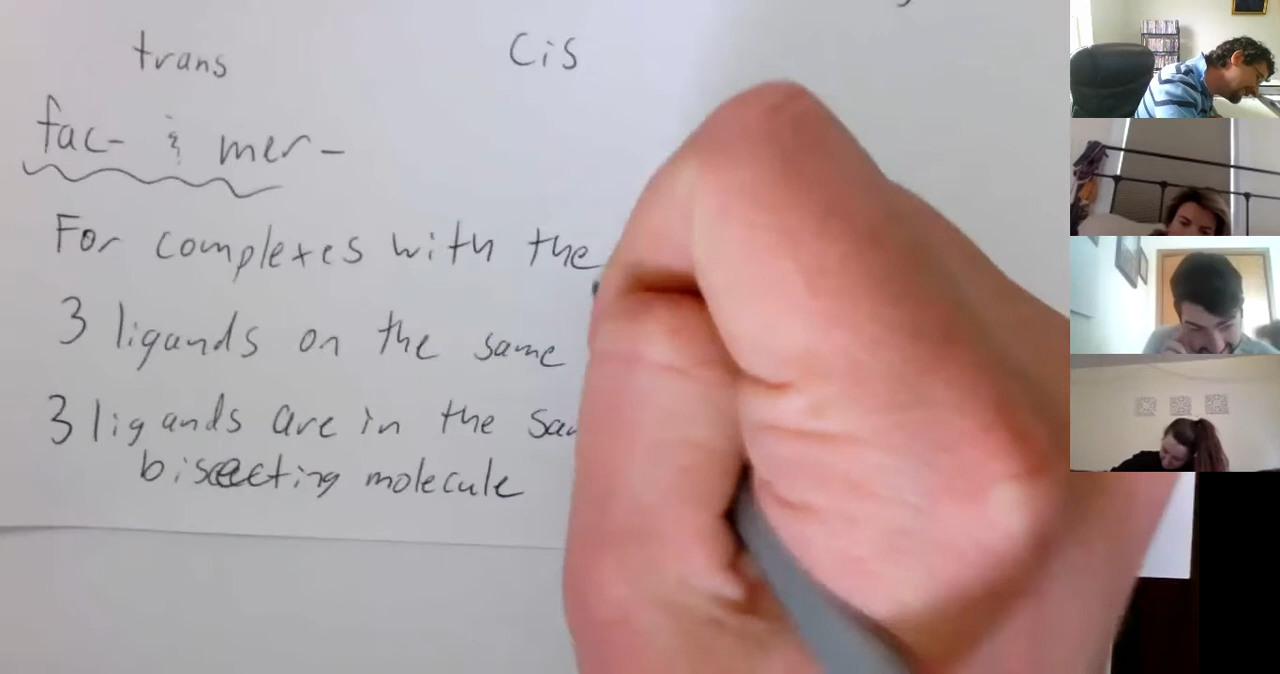 trans cis
fac- & mer-
For complexes with the
3 ligands on the same
3 ligands are in the
bisecting molecule